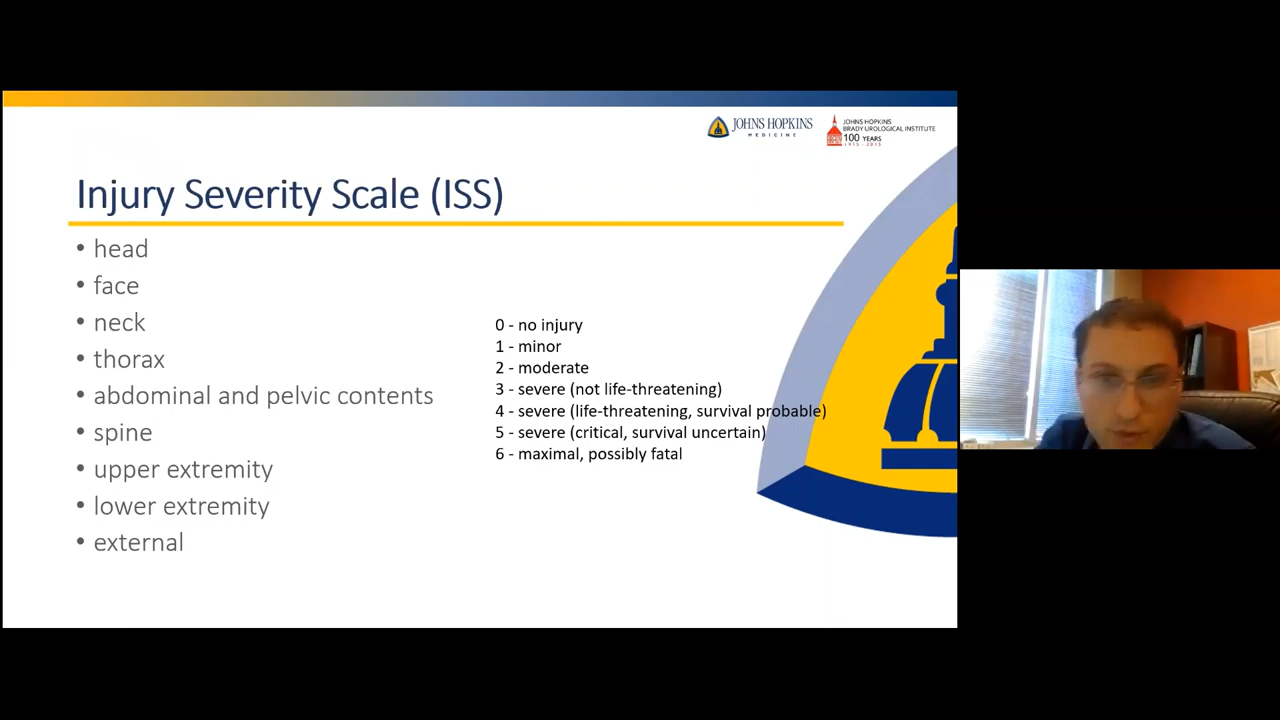 JOHNS HOPKINS
MEDICINE
JOHNS HOPKINS
BRADY UROLOGICAL INSTITUTE
100 YEARS
1915 - 2015
Injury Severity Scale (ISS)
• head
• face
• neck
• thorax
• abdominal and pelvic contents
• spine
• upper extremity
• lower extremity
• external
0 - no injury
1 - minor
2 - moderate
3 - severe (not life-threatening)
4 - severe (life-threatening, survival probable)
5 - severe (critical, survival uncertain)
6 - maximal, possibly fatal